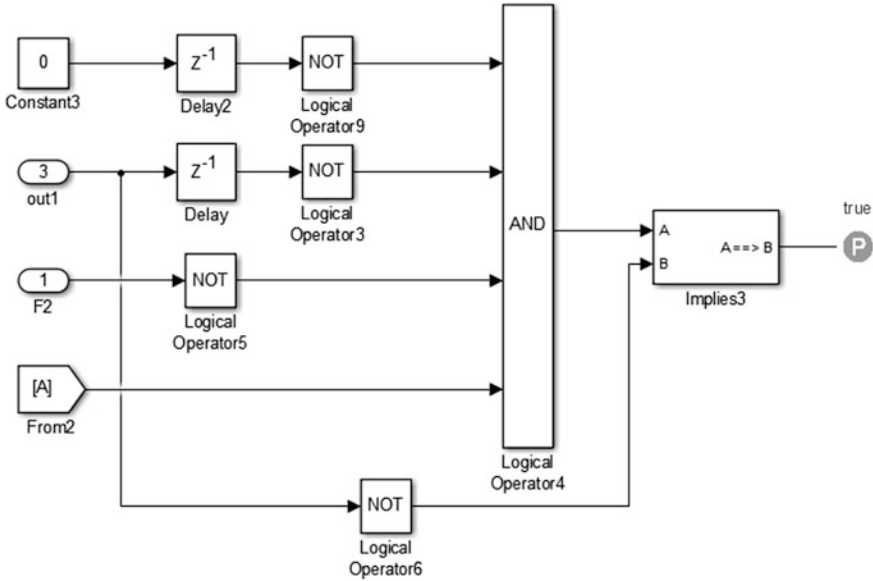 0
Constant3
Z-1
Delay2
NOT
Logical
Operator9
3
out1
Z-1
Delay
NOT
Logical
Operator3
1
F2
NOT
Logical
Operator5
[A]
From2
AND
Logical
Operator4
NOT
Logical
Operator6
A
B
A==> B
Implies3
true
P